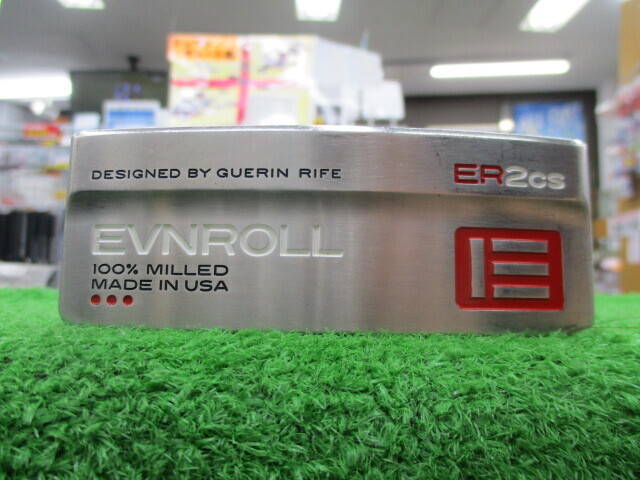 DESIGNED BY GUERIN RIFE
ER2cs
EVNROLL
100% MILLED
MADE IN USA